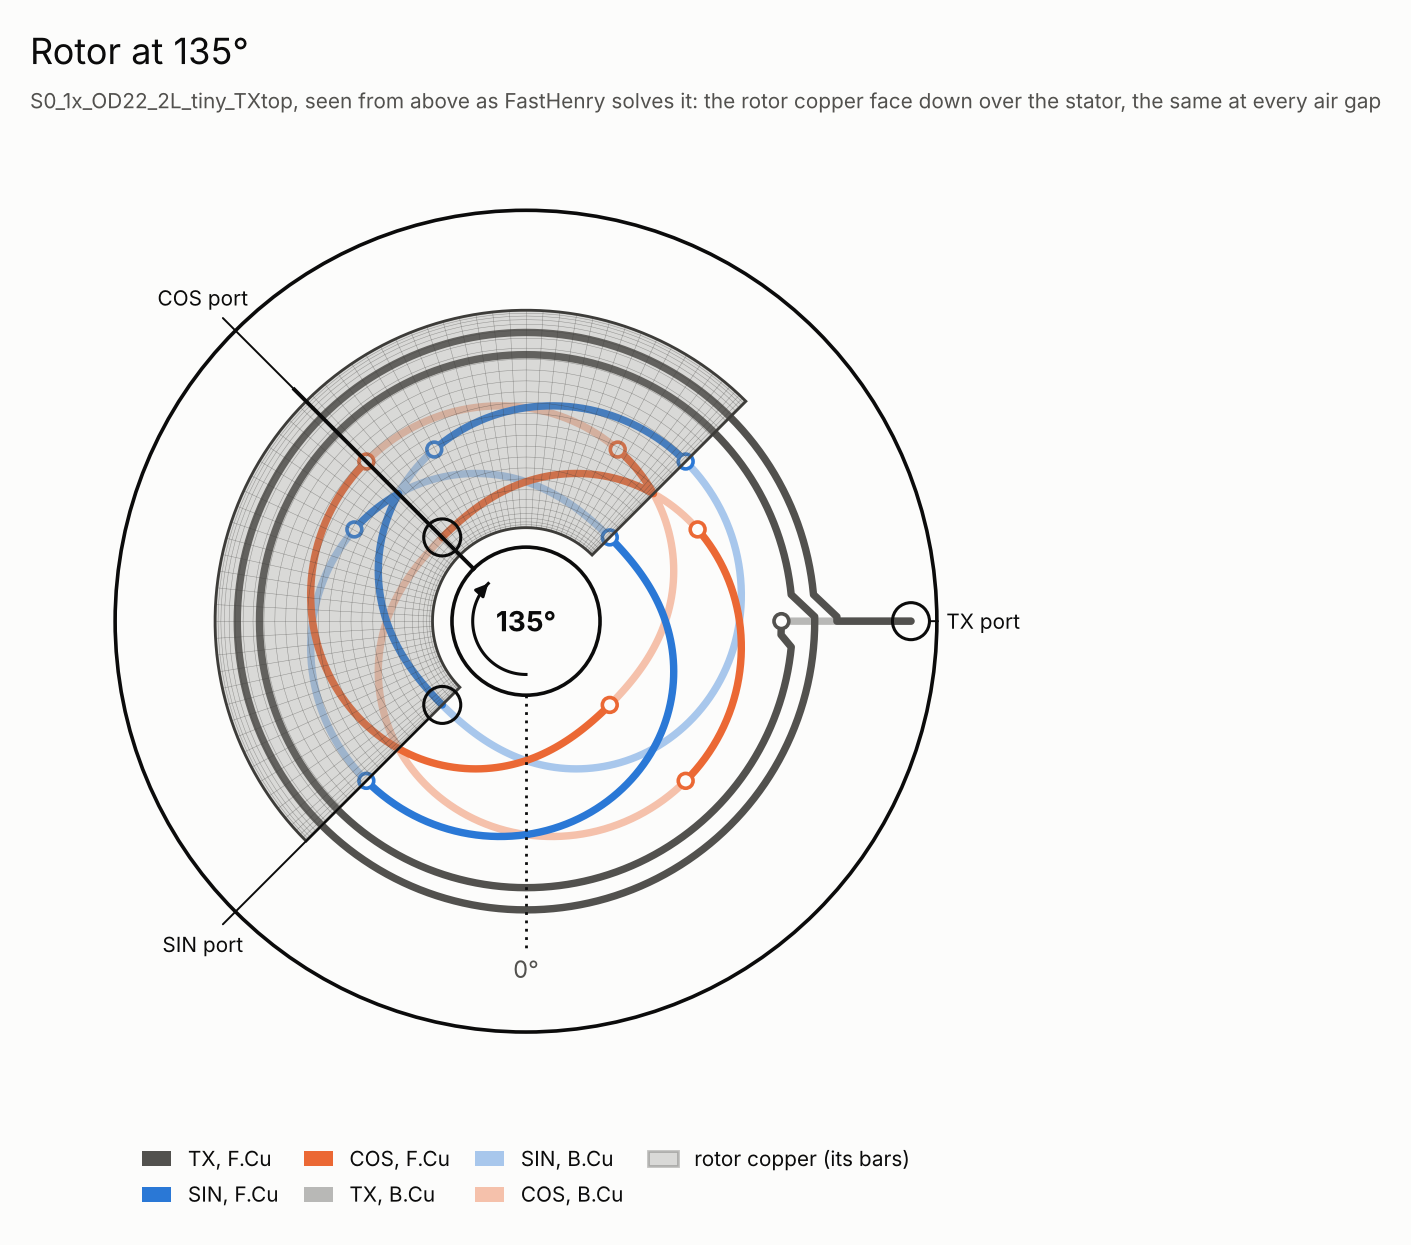 Rotor at 135°
S0_1x_OD22_2L_tiny_TXtop, seen from above as FastHenry solves it: the rotor copper face down over the stator, the same at every air gap
COS port
135°
TX port
SIN port
0°
TX, F.Cu
COS, F.Cu
SIN, B.Cu
rotor copper (its bars)
SIN, F.Cu
TX, B.Cu
COS, B.Cu